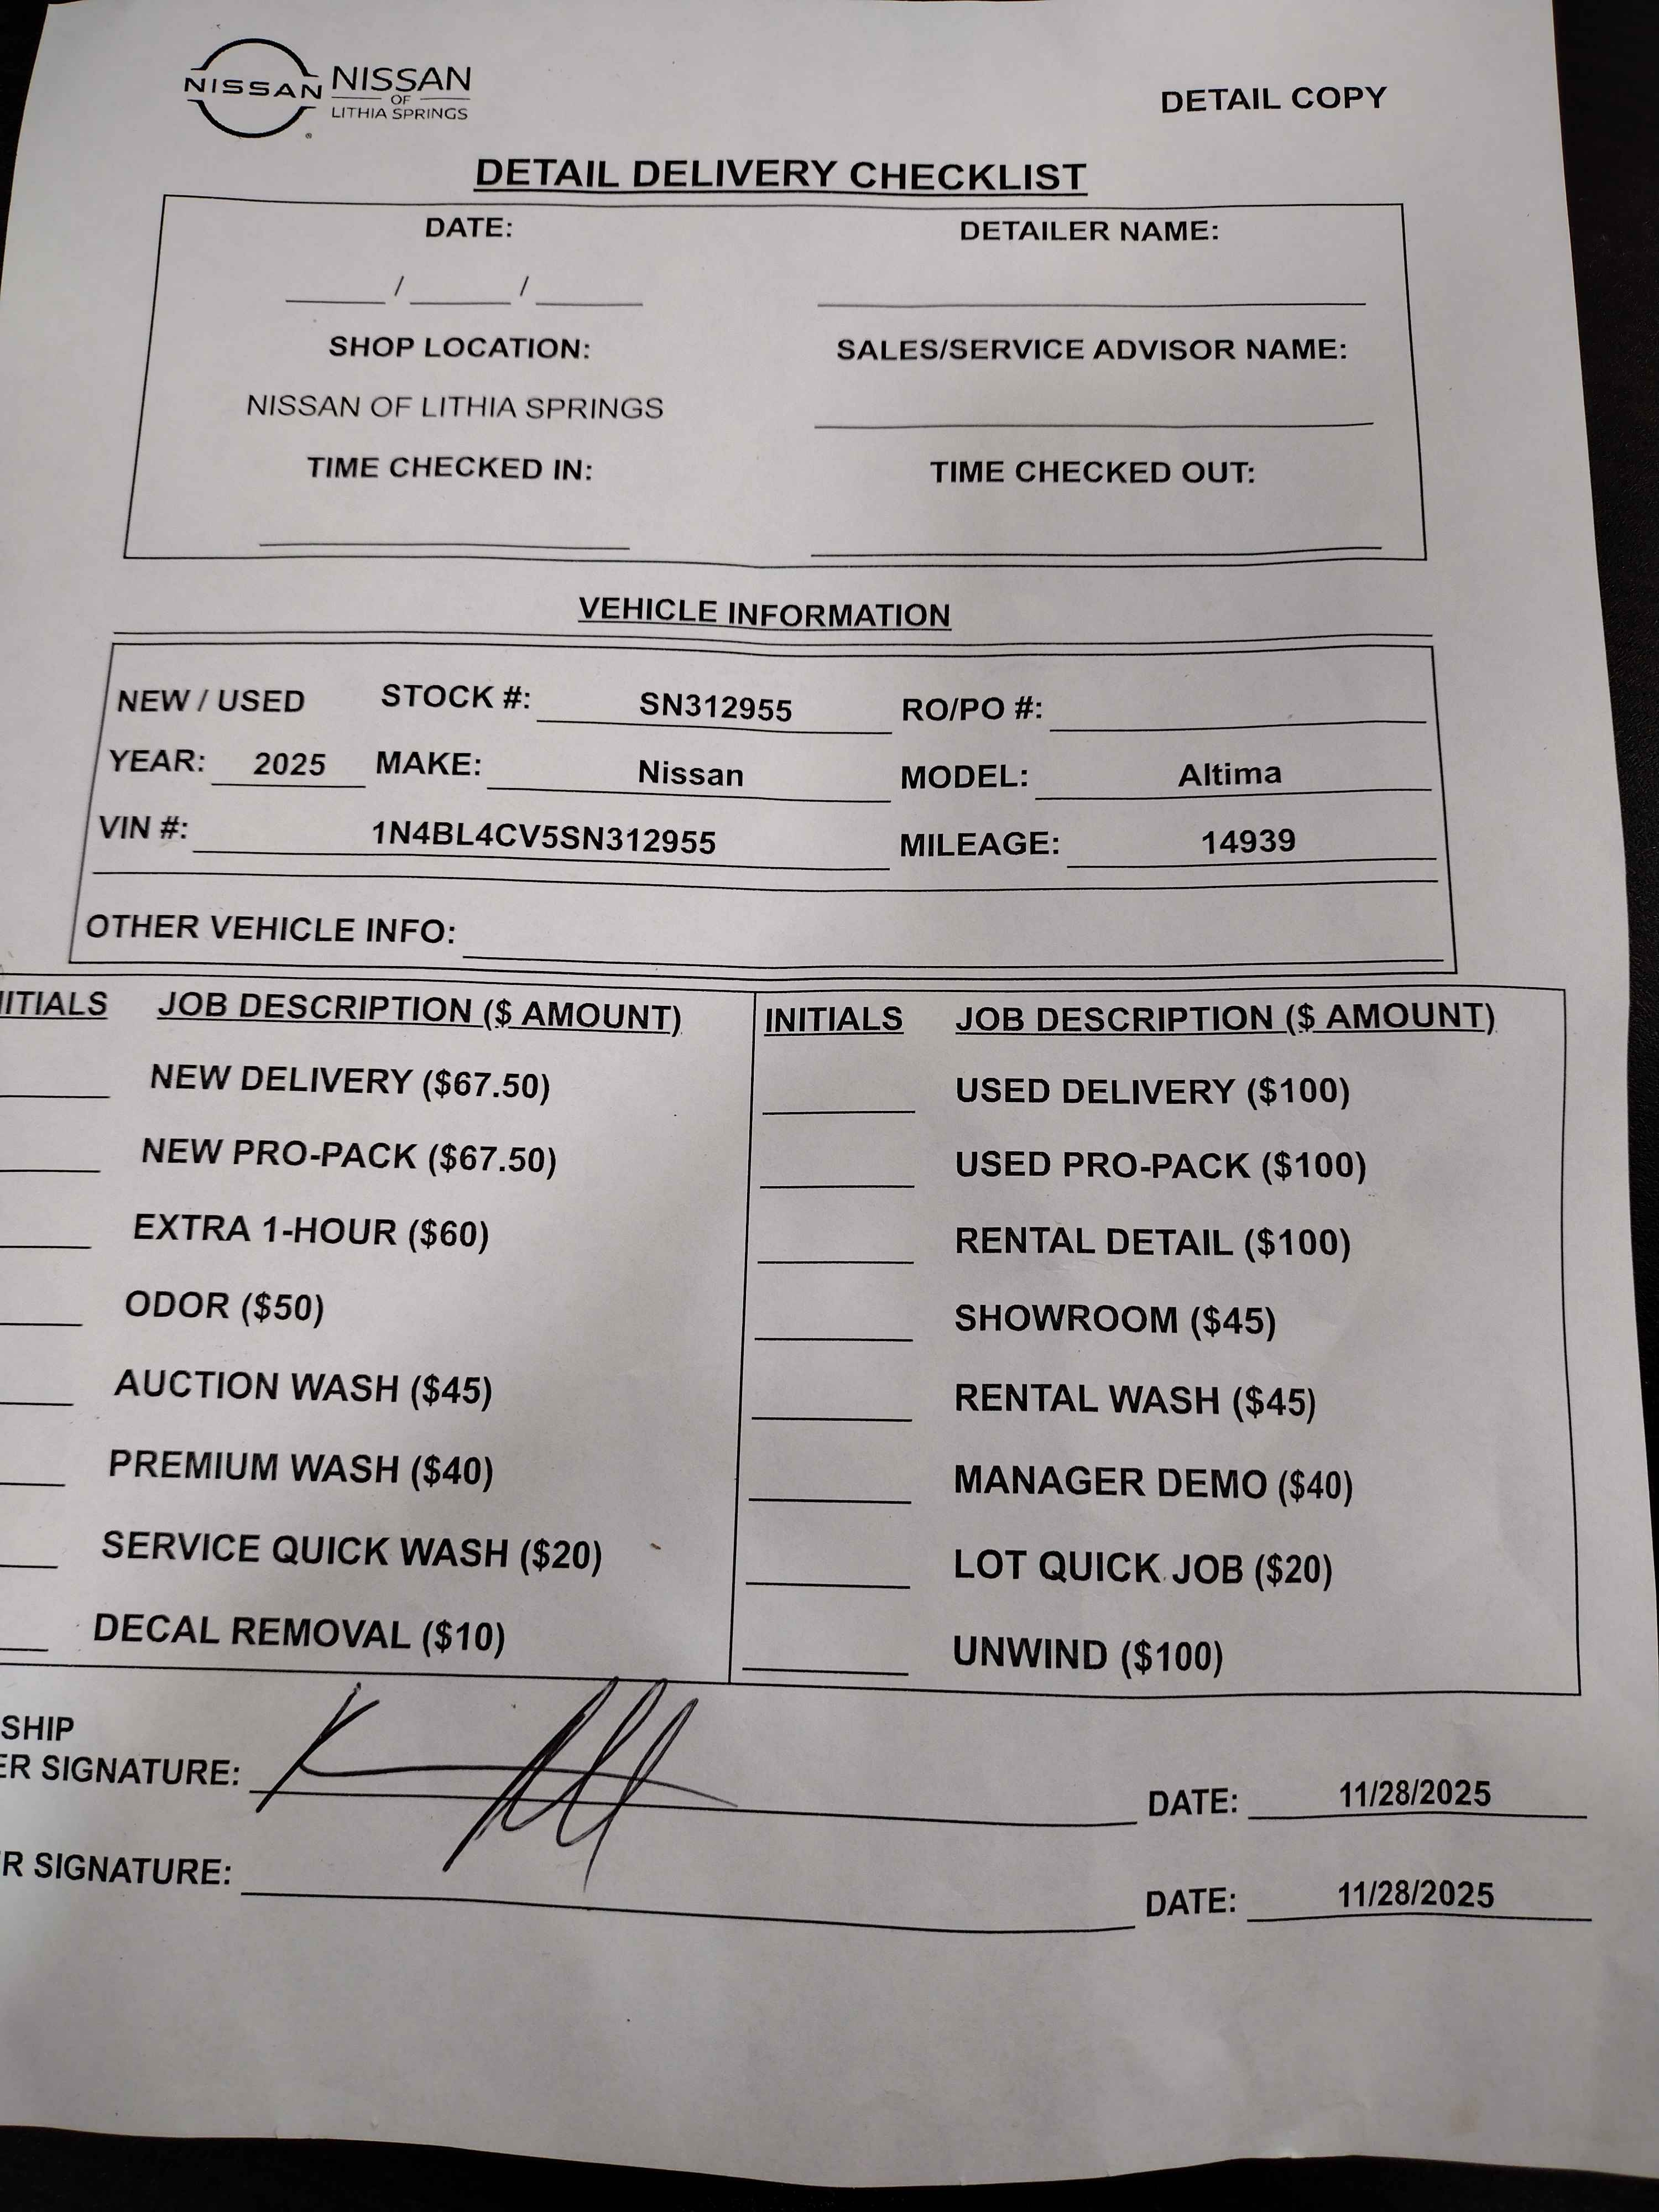 NISSAN NISSAN
OF
LITHIA SPRINGS
DETAIL COPY
DETAIL DELIVERY CHECKLIST
DATE: DETAILER NAME:
/ /
SHOP LOCATION: SALES/SERVICE ADVISOR NAME:
NISSAN OF LITHIA SPRINGS
TIME CHECKED IN: TIME CHECKED OUT:
VEHICLE INFORMATION
NEW / USED STOCK #: SN312955 RO/PO #:
YEAR: 2025 MAKE: Nissan MODEL: Altima
VIN #: 1N4BL4CV5SN312955 MILEAGE: 14939
OTHER VEHICLE INFO:
ITIALS JOB DESCRIPTION ($ AMOUNT) INITIALS JOB DESCRIPTION ($ AMOUNT)
NEW DELIVERY ($67.50) USED DELIVERY ($100)
NEW PRO-PACK ($67.50) USED PRO-PACK ($100)
EXTRA 1-HOUR ($60) RENTAL DETAIL ($100)
ODOR ($50) SHOWROOM ($45)
AUCTION WASH ($45) RENTAL WASH ($45)
PREMIUM WASH ($40) MANAGER DEMO ($40)
SERVICE QUICK WASH ($20) LOT QUICK JOB ($20)
DECAL REMOVAL ($10) UNWIND ($100)
SHIP
ER SIGNATURE: DATE: 11/28/2025
R SIGNATURE: DATE: 11/28/2025